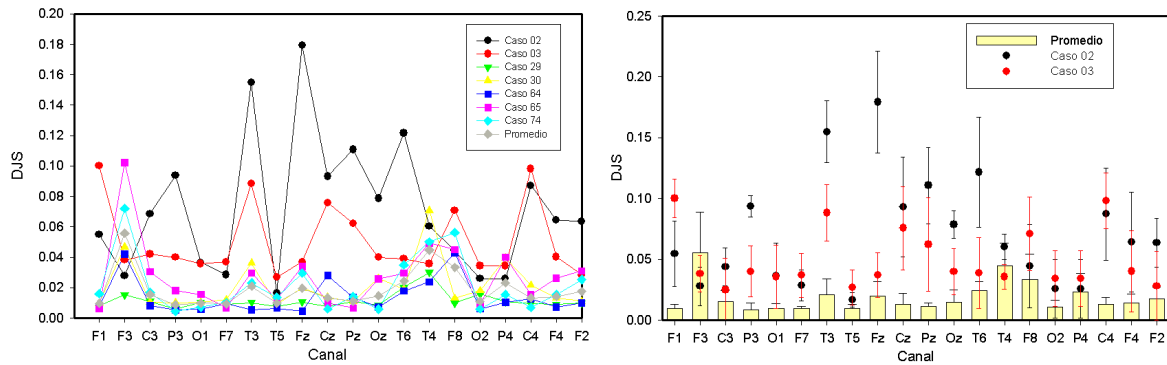 0.20
0.18
0.16
0.14
0.12
0.10
0.08
0.06
0.04
0.02
0.00
DJS
Caso 02
Caso 03
Caso 29
Caso 30
Caso 64
Caso 65
Caso 74
Promedio
F1 F3 C3 P3 O1 F7 T3 T5 Fz Cz Pz Oz T6 T4 F8 O2 P4 C4 F4 F2
Canal
0.25
0.20
0.15
0.10
0.05
0.00
DJS
Promedio
Caso 02
Caso 03
F1 F3 C3 P3 O1 F7 T3 T5 Fz Cz Pz Oz T6 T4 F8 O2 P4 C4 F4 F2
Canal